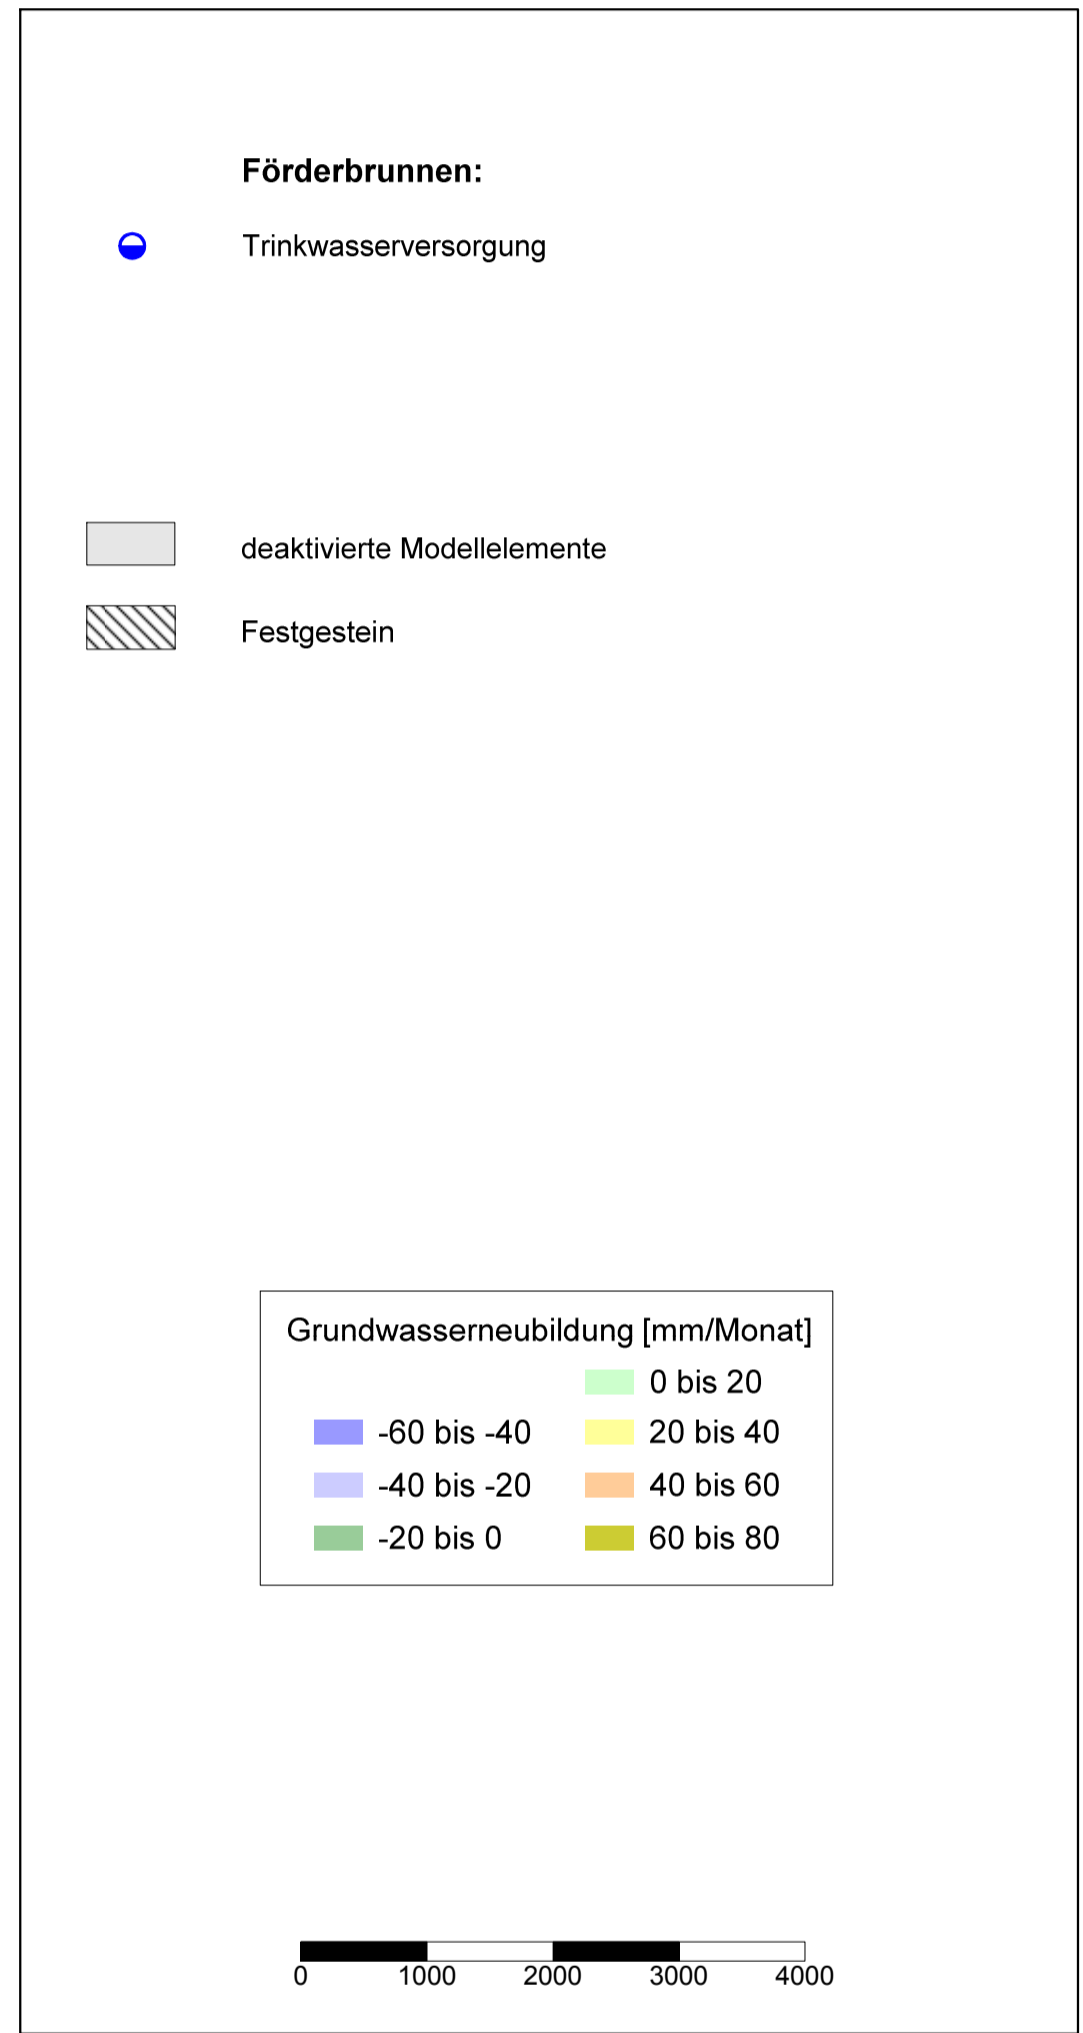 Förderbrunnen:
Trinkwasserversorgung
deaktivierte Modellelemente
Festgestein
Grundwasserneubildung [mm/Monat]
0 bis 20
-60 bis -40 20 bis 40
-40 bis -20 40 bis 60
-20 bis 0 60 bis 80
0 1000 2000 3000 4000